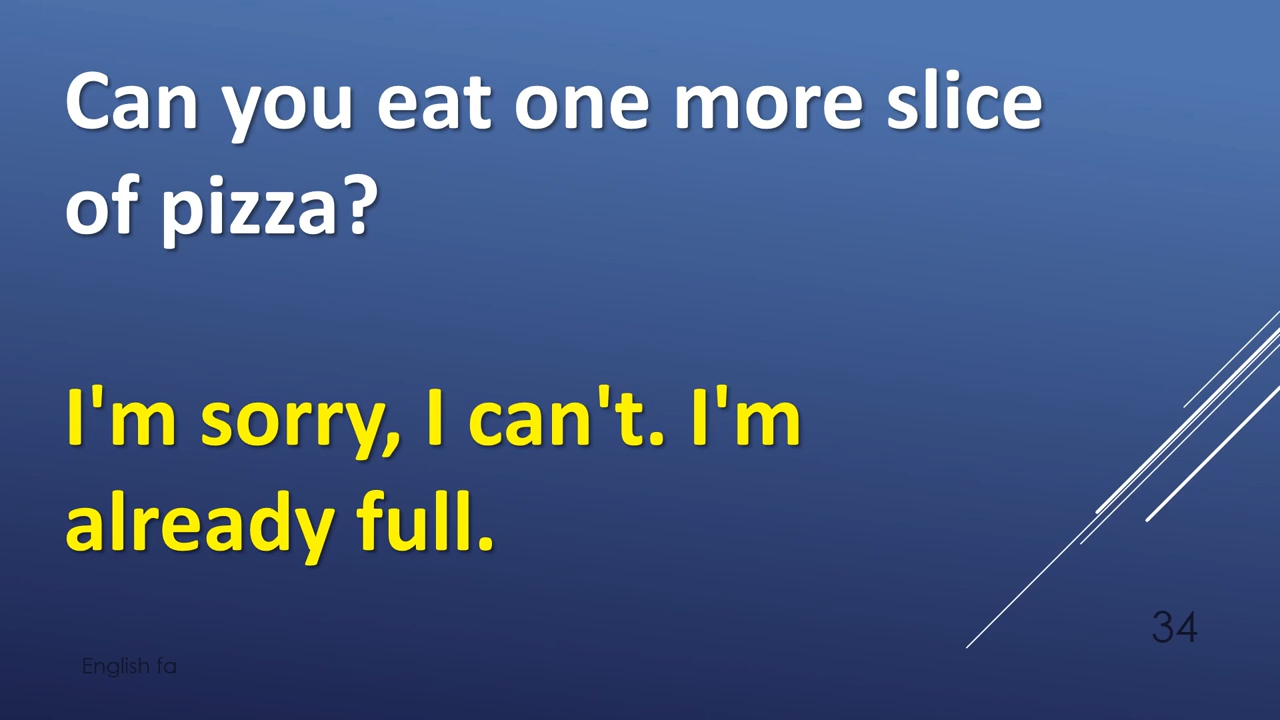 Can you eat one more slice
of pizza?
I'm sorry, I can't. I'm
already full.
34
English fa